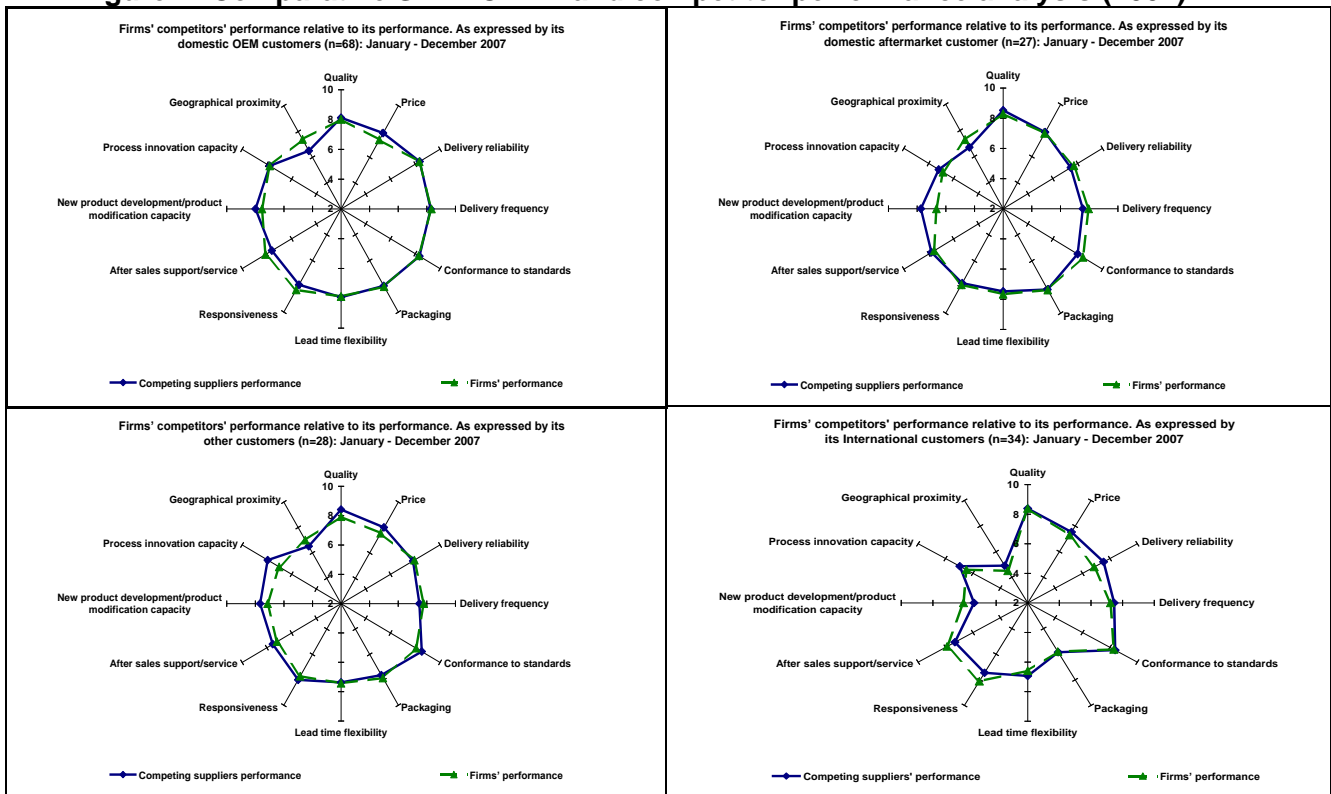 Firms' competitors' performance relative to its performance. As expressed by its
domestic OEM customers (n=68): January - December 2007
Quality
10
Price
Geographical proximity
8
Process innovation capacity
6
Delivery reliability
4
New product development/product
modification capacity
2
Delivery frequency
After sales support/service
Conformance to standards
Responsiveness
Packaging
Lead time flexibility
Competing suppliers performance
Firms' performance
Firms' competitors' performance relative to its performance. As expressed by its
domestic aftermarket customer (n=27): January - December 2007
Quality
10
Price
Geographical proximity
8
Process innovation capacity
6
Delivery reliability
4
New product development/product
modification capacity
2
Delivery frequency
After sales support/service
Conformance to standards
Responsiveness
Packaging
Lead time flexibility
Competing suppliers performance
Firms' performance
Firms' competitors' performance relative to its performance. As expressed by its
other customers (n=28): January - December 2007
Quality
10
Price
Geographical proximity
8
Process innovation capacity
6
Delivery reliability
4
New product development/product
modification capacity
2
Delivery frequency
After sales support/service
Conformance to standards
Responsiveness
Packaging
Lead time flexibility
Competing suppliers performance
Firms' performance
Firms' competitors' performance relative to its performance. As expressed by
its International customers (n=34): January - December 2007
Quality
10
Price
Geographical proximity
8
Process innovation capacity
6
Delivery reliability
4
New product development/product
modification capacity
2
Delivery frequency
After sales support/service
Conformance to standards
Responsiveness
Packaging
Lead time flexibility
Competing suppliers' performance
Firms' performance